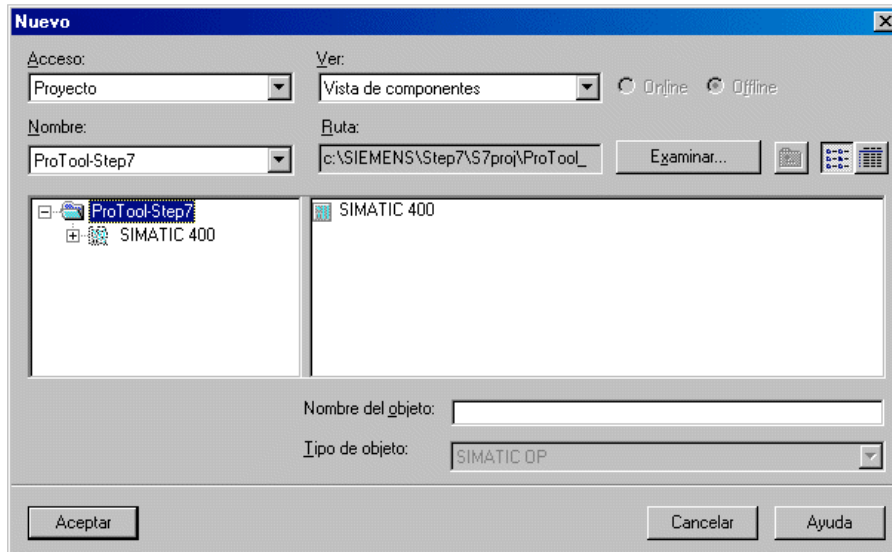 Nuevo
Acceso: Ver:
Proyecto Vista de componentes Online Offline
Nombre: Ruta:
ProTool-Step7 c:\SIEMENS\Step7\S7proj\ProTool_ Examinar...
ProTool-Step7 SIMATIC 400
SIMATIC 400
Nombre del objeto:
Tipo de objeto: SIMATIC OP
Aceptar Cancelar Ayuda